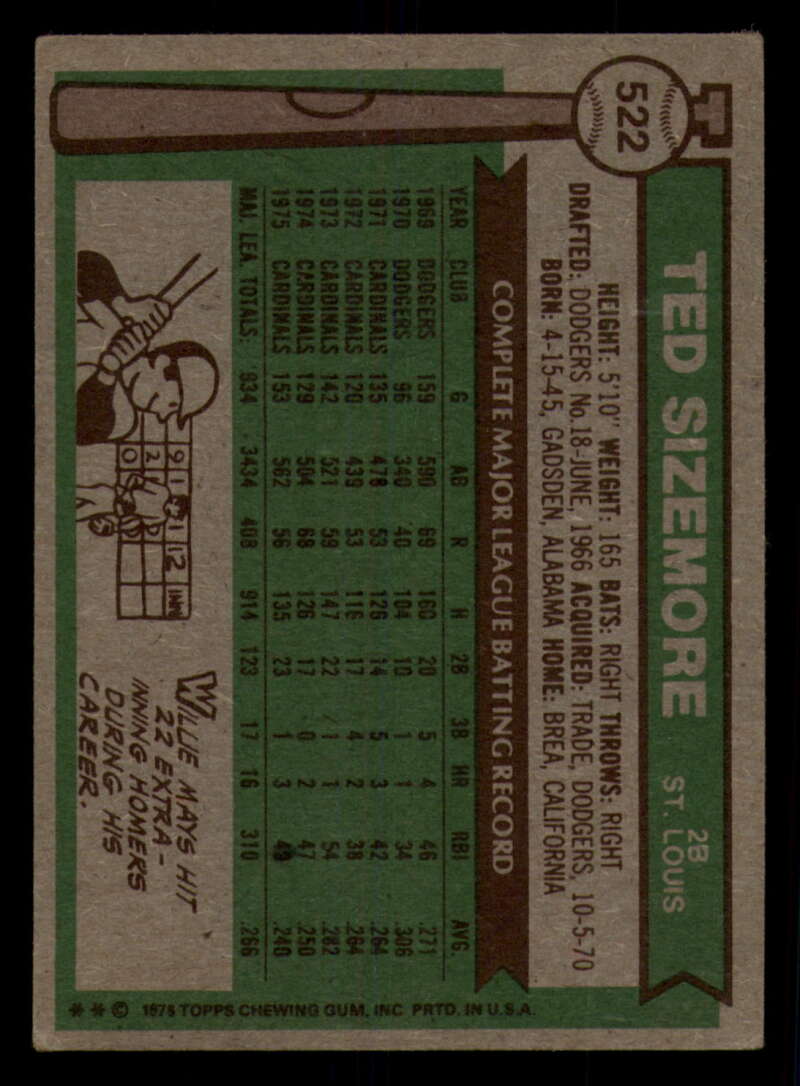 522
TED SIZEMORE
2B
ST. LOUIS
HEIGHT: 5'10" WEIGHT: 165 BATS: RIGHT THROWS: RIGHT
DRAFTED: DODGERS No.18-JUNE, 1966 ACQUIRED: TRADE, DODGERS, 10-5-70
BORN: 4-15-45, GADSDEN, ALABAMA HOME: BREA, CALIFORNIA
COMPLETE MAJOR LEAGUE BATTING RECORD
YEAR CLUB G AB R H 2B 3B HR RBI AVG.
1969 DODGERS 159 590 69 160 20 5 4 46 .271
1970 DODGERS 96 340 40 104 10 1 1 34 .306
1971 CARDINALS 135 478 53 126 14 5 3 42 .264
1972 CARDINALS 120 439 53 116 17 4 2 38 .264
1973 CARDINALS 142 521 59 147 22 1 1 54 .282
1974 CARDINALS 129 504 68 126 17 0 2 47 .250
1975 CARDINALS 153 562 56 135 23 1 3 49 .240
MAJ. LEA. TOTALS: 934 3434 408 914 123 17 16 310 .266
9 1 1 12 INN
2
0
WILLIE MAYS HIT
22 EXTRA-
INNING HOMERS
DURING HIS
CAREER.
** © 1976 TOPPS CHEWING GUM, INC. PRTD. IN U.S.A.